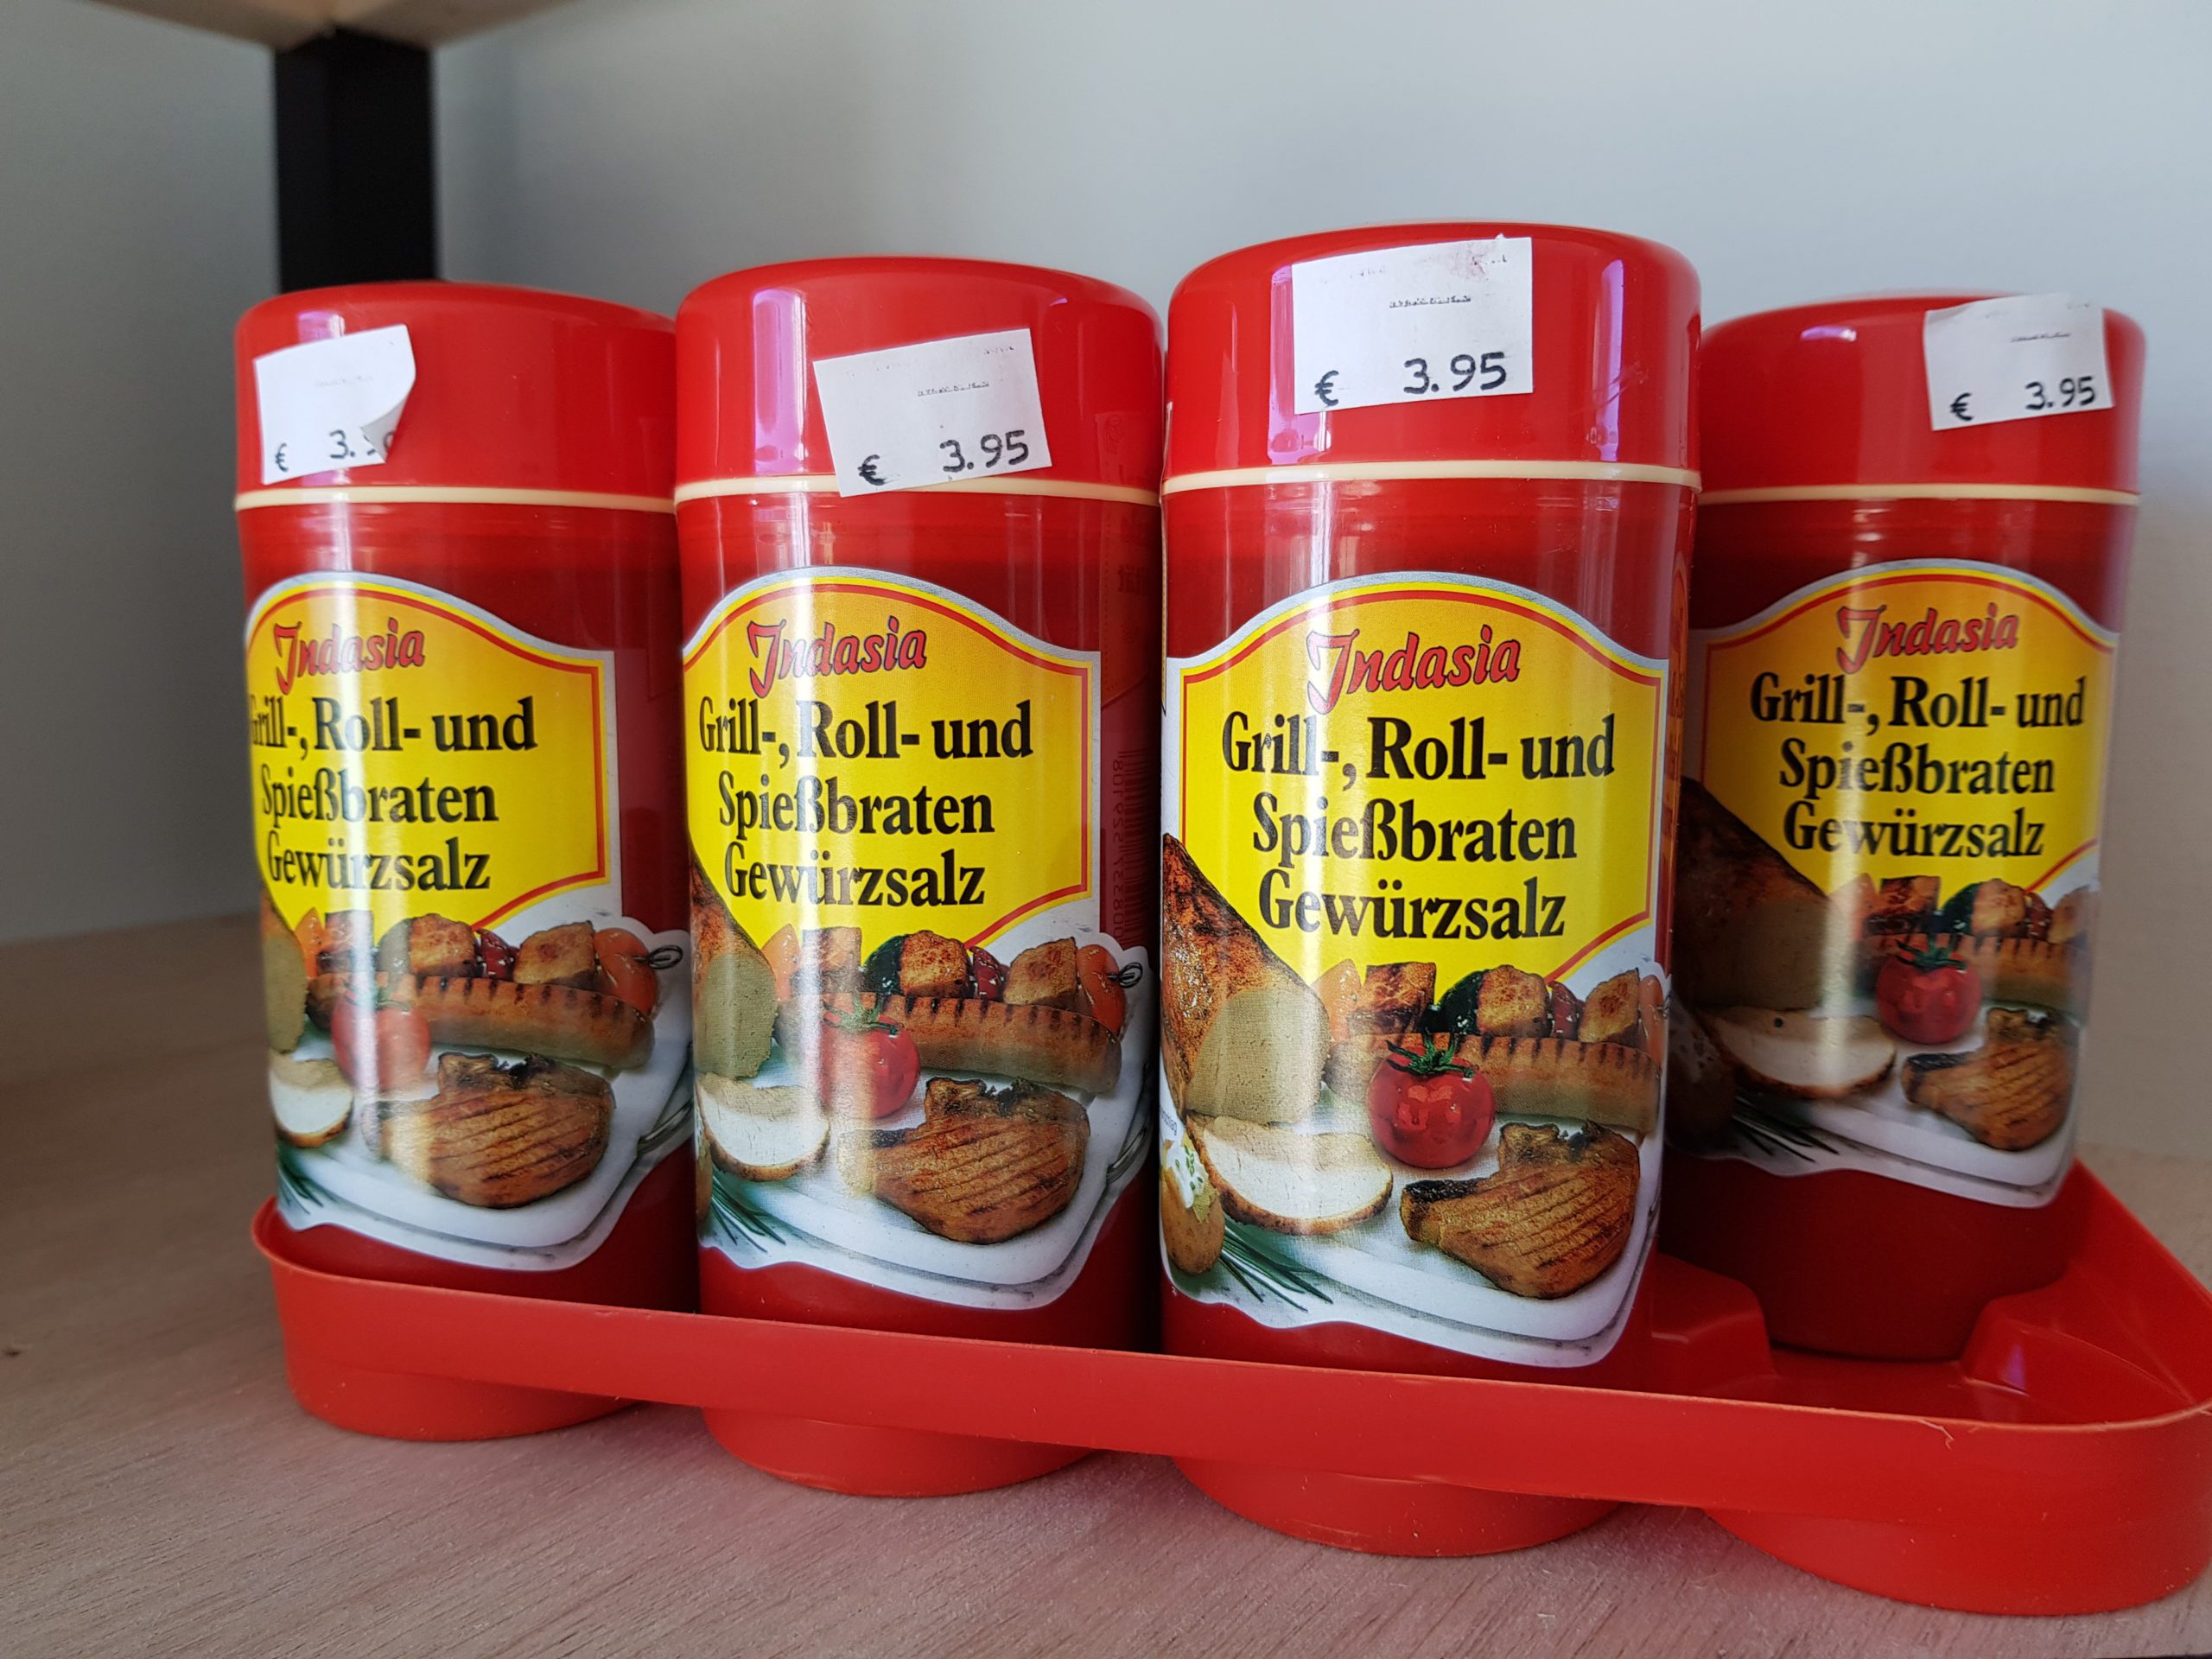 € 3.
€ 3.95
€ 3.95
€ 3.95
Indasia
Grill-, Roll- und
Spießbraten
Gewürzsalz
Indasia
Grill-, Roll- und
Spießbraten
Gewürzsalz
Indasia
Grill-, Roll- und
Spießbraten
Gewürzsalz
Indasia
Grill-, Roll- und
Spießbraten
Gewürzsalz